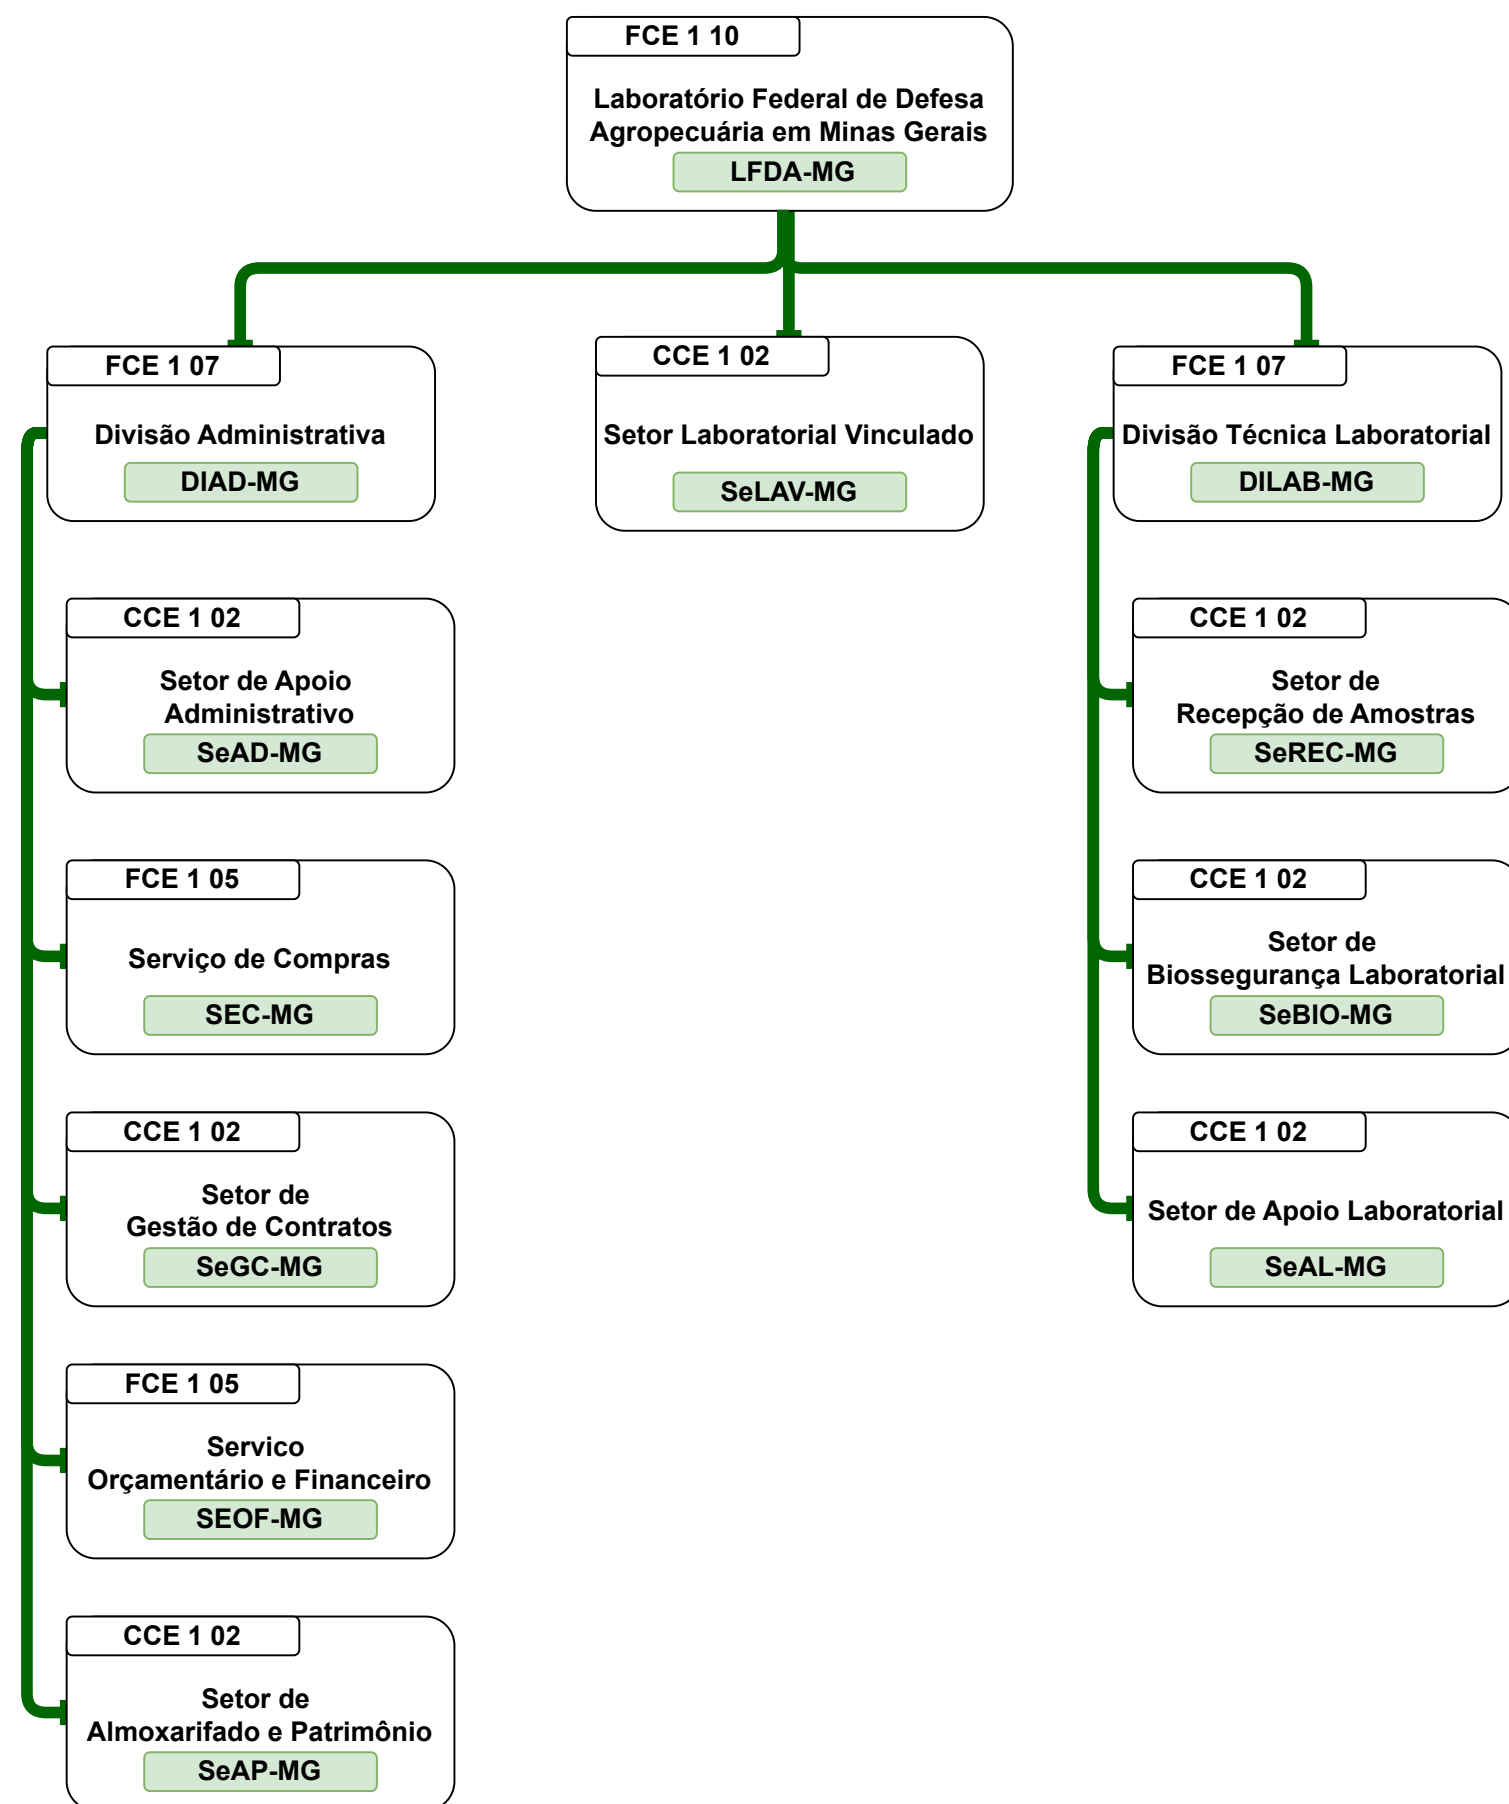 FCE 1 10
Laboratório Federal de Defesa
Agropecuária em Minas Gerais
LFDA-MG
FCE 1 07
Divisão Administrativa
DIAD-MG
CCE 1 02
Setor Laboratorial Vinculado
SeLAV-MG
FCE 1 07
Divisão Técnica Laboratorial
DILAB-MG
CCE 1 02
Setor de Apoio
Administrativo
SeAD-MG
FCE 1 05
Serviço de Compras
SEC-MG
CCE 1 02
Setor de
Gestão de Contratos
SeGC-MG
FCE 1 05
Servico
Orçamentário e Financeiro
SEOF-MG
CCE 1 02
Setor de
Almoxarifado e Patrimônio
SeAP-MG
CCE 1 02
Setor de
Recepção de Amostras
SeREC-MG
CCE 1 02
Setor de
Biossegurança Laboratorial
SeBIO-MG
CCE 1 02
Setor de Apoio Laboratorial
SeAL-MG